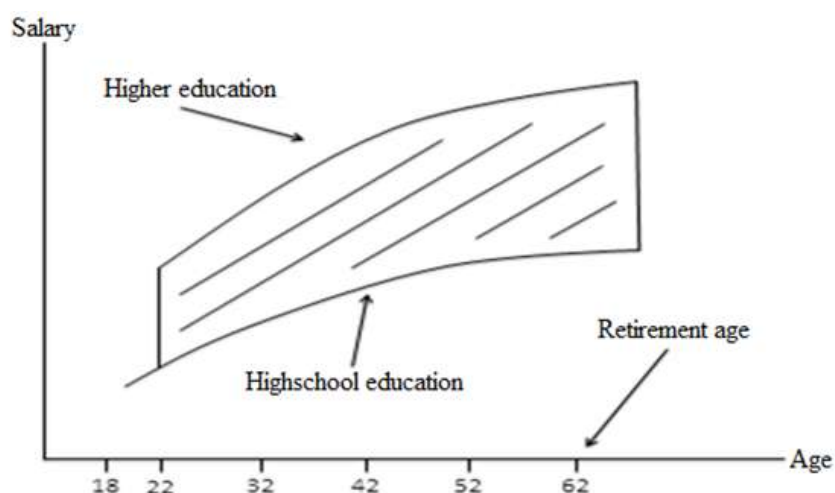 Salary
Higher education
Retirement age
Highschool education
Age
18 22 32 42 52 62